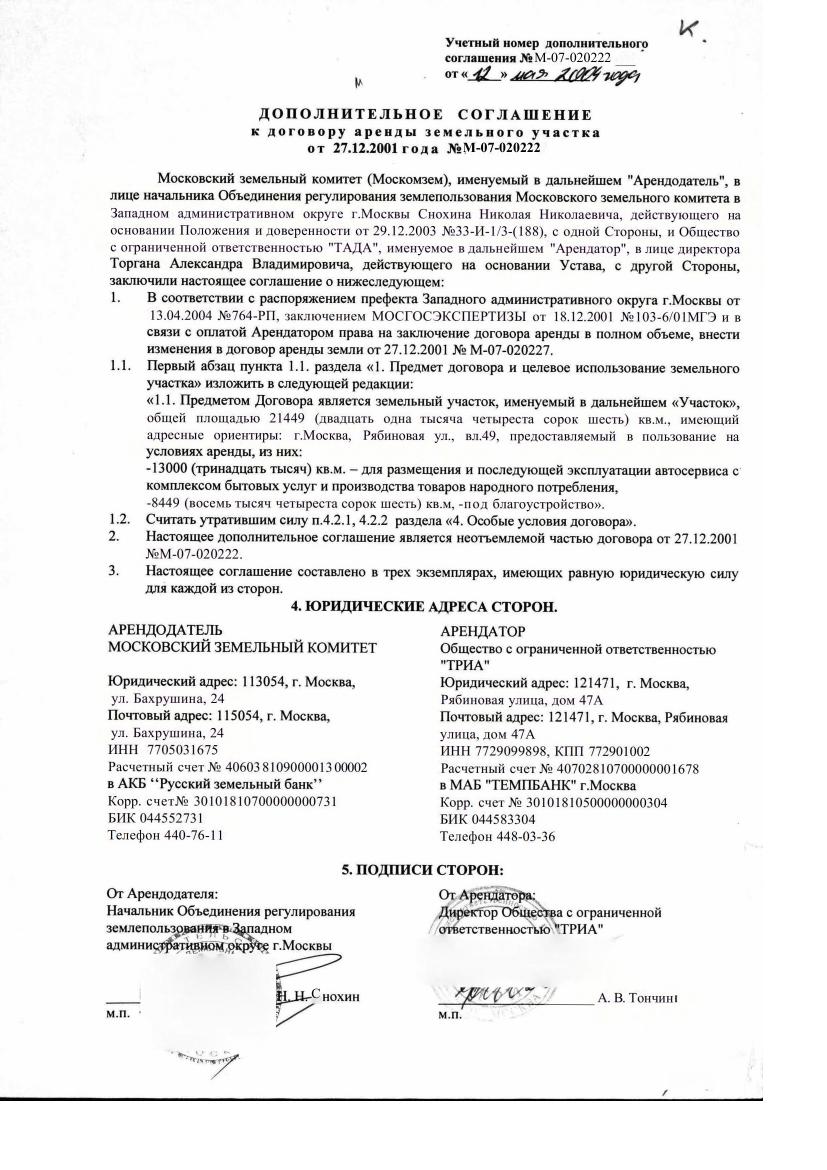 К.
Учетный номер дополнительного
соглашения №М-07-020222 ___
от «12» мая 2004 года
ДОПОЛНИТЕЛЬНОЕ СОГЛАШЕНИЕ
к договору аренды земельного участка
от 27.12.2001 года №М-07-020222
Московский земельный комитет (Москомзем), именуемый в дальнейшем "Арендодатель", в
лице начальника Объединения регулирования землепользования Московского земельного комитета в
Западном административном округе г.Москвы Снохина Николая Николаевича, действующего на
основании Положения и доверенности от 29.12.2003 №33-И-1/3-(188), с одной Стороны, и Общество
с ограниченной ответственностью "ТАДА", именуемое в дальнейшем "Арендатор", в лице директора
Торгана Александра Владимировича, действующего на основании Устава, с другой Стороны,
заключили настоящее соглашение о нижеследующем:
1. В соответствии с распоряжением префекта Западного административного округа г.Москвы от
13.04.2004 №764-РП, заключением МОСГОСЭКСПЕРТИЗЫ от 18.12.2001 №103-6/01МГЭ и в
связи с оплатой Арендатором права на заключение договора аренды в полном объеме, внести
изменения в договор аренды земли от 27.12.2001 № М-07-020227.
1.1. Первый абзац пункта 1.1. раздела «1. Предмет договора и целевое использование земельного
участка» изложить в следующей редакции:
«1.1. Предметом Договора является земельный участок, именуемый в дальнейшем «Участок»,
общей площадью 21449 (двадцать одна тысяча четыреста сорок шесть) кв.м., имеющий
адресные ориентиры: г.Москва, Рябиновая ул., вл.49, предоставляемый в пользование на
условиях аренды, из них:
-13000 (тринадцать тысяч) кв.м. – для размещения и последующей эксплуатации автосервиса с
комплексом бытовых услуг и производства товаров народного потребления,
-8449 (восемь тысяч четыреста сорок шесть) кв.м, -под благоустройство».
1.2. Считать утратившим силу п.4.2.1, 4.2.2 раздела «4. Особые условия договора».
2. Настоящее дополнительное соглашение является неотъемлемой частью договора от 27.12.2001
№М-07-020222.
3. Настоящее соглашение составлено в трех экземплярах, имеющих равную юридическую силу
для каждой из сторон.
4. ЮРИДИЧЕСКИЕ АДРЕСА СТОРОН.
АРЕНДОДАТЕЛЬ
МОСКОВСКИЙ ЗЕМЕЛЬНЫЙ КОМИТЕТ
Юридический адрес: 113054, г. Москва,
ул. Бахрушина, 24
Почтовый адрес: 115054, г. Москва,
ул. Бахрушина, 24
ИНН 7705031675
Расчетный счет № 40603810900001300002
в АКБ ‘‘Русский земельный банк’’
Корр. счет№ 30101810700000000731
БИК 044552731
Телефон 440-76-11
АРЕНДАТОР
Общество с ограниченной ответственностью
"ТРИА"
Юридический адрес: 121471, г. Москва,
Рябиновая улица, дом 47А
Почтовый адрес: 121471, г. Москва, Рябиновая
улица, дом 47А
ИНН 7729099898, КПП 772901002
Расчетный счет № 40702810700000001678
в МАБ "ТЕМПБАНК" г.Москва
Корр. счет № 30101810500000000304
БИК 044583304
Телефон 448-03-36
5. ПОДПИСИ СТОРОН:
От Арендодателя:
Начальник Объединения регулирования
землепользования в Западном
административном округе г.Москвы
Н. Н. Снохин
м.п.
От Арендатора:
Директор Общества с ограниченной
ответственностью "ТРИА"
А. В. Тончин
м.п.